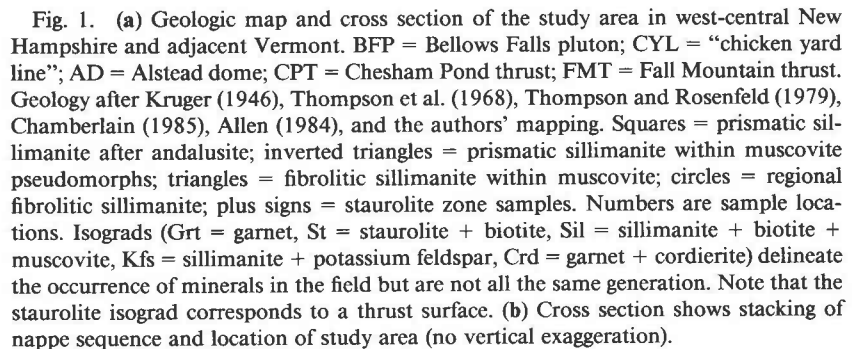 Fig. 1. (a) Geologic map and cross section of the study area in west-central New
Hampshire and adjacent Vermont. BFP = Bellows Falls pluton; CYL = “chicken yard
line”; AD = Alstead dome; CPT = Chesham Pond thrust; FMT = Fall Mountain thrust.
Geology after Kruger (1946), Thompson et al. (1968), Thompson and Rosenfeld (1979),
Chamberlain (1985), Allen (1984), and the authors’ mapping. Squares = prismatic sil-
limanite after andalusite; inverted triangles = prismatic sillimanite within muscovite
pseudomorphs; triangles = fibrolitic sillimanite within muscovite; circles = regional
fibrolitic sillimanite; plus signs = staurolite zone samples. Numbers are sample loca-
tions. Isograds (Grt = garnet, St = staurolite + biotite, Sil = sillimanite + biotite +
muscovite, Kfs = sillimanite + potassium feldspar, Crd = garnet + cordierite) delineate
the occurrence of minerals in the field but are not all the same generation. Note that the
staurolite isograd corresponds to a thrust surface. (b) Cross section shows stacking of
nappe sequence and location of study area (no vertical exaggeration).